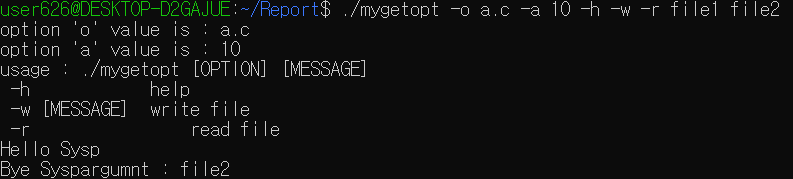 user626@DESKTOP-D2GAJUE:~/Report$ ./mygetopt -o a.c -a 10 -h -w -r file1 file2
option 'o' value is : a.c
option 'a' value is : 10
usage : ./mygetopt [OPTION] [MESSAGE]
 -h             help
 -w [MESSAGE]  write file
 -r                 read file
Hello Sysp
Bye Syspargumnt : file2